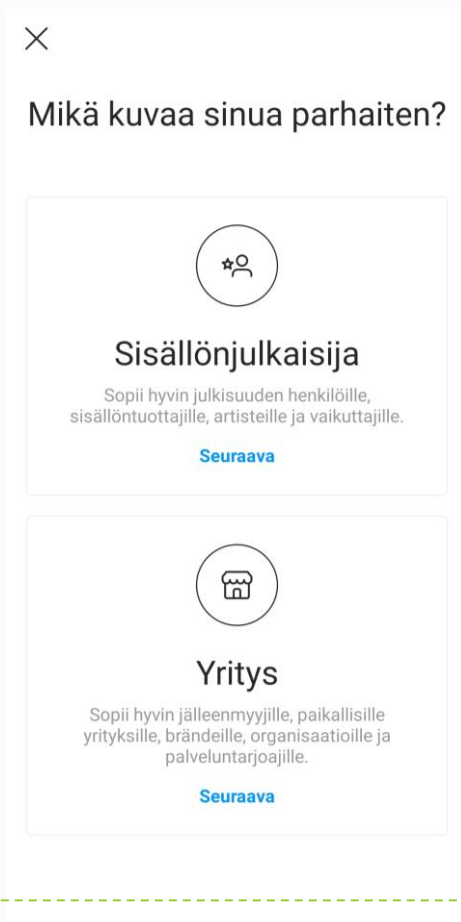 Mikä kuvaa sinua parhaiten?
Sisällönjulkaisija
Sopii hyvin julkisuuden henkilöille,
sisällöntuottajille, artisteille ja vaikuttajille.
Seuraava
Yritys
Sopii hyvin jälleenmyyjille, paikallisille
yrityksille, brändeille, organisaatioille ja
palveluntarjoajille.
Seuraava